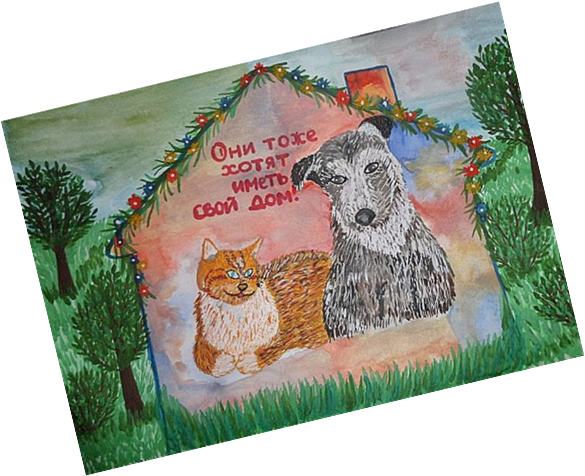 Они тоже
хотят
иметь
свой дом!